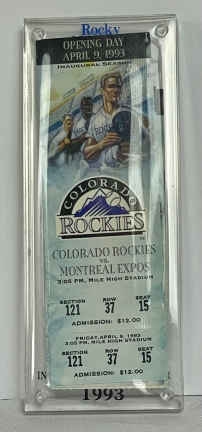 Rocky
OPENING DAY
APRIL 9, 1993
INAUGURAL SEASON
COLORADO
ROCKIES
COLORADO ROCKIES
VS.
MONTREAL EXPOS
3:05 PM, MILE HIGH STADIUM
SECTION ROW SEAT
121 37 15
ADMISSION: $12.00
FRIDAY, APRIL 9, 1993
3:05 PM, MILE HIGH STADIUM
SECTION ROW SEAT
121 37 15
ADMISSION: $12.00
1993